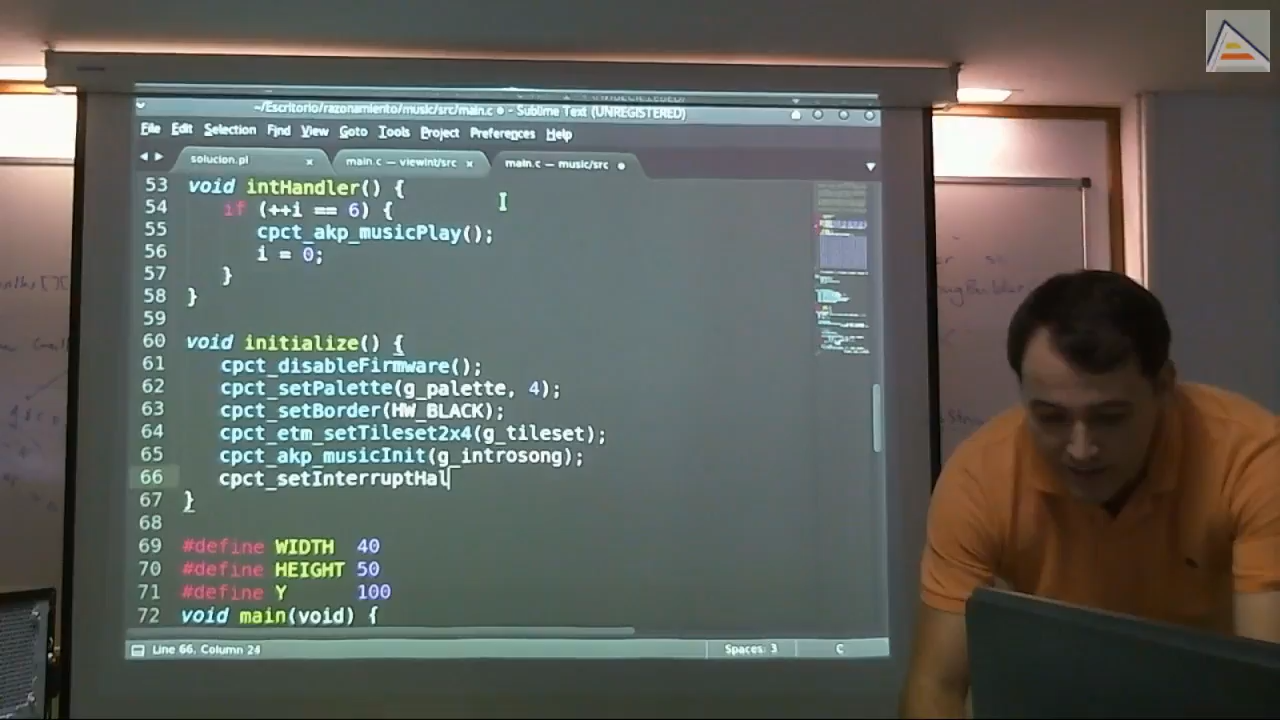 ~/Escritorio/razonamiento/music/src/main.c • - Sublime Text (UNREGISTERED)
File Edit Selection Find View Goto Tools Project Preferences Help
solucion.pl × main.c — viewint/src × main.c — music/src •
53 void intHandler() {
54 if (++i == 6) {
55 cpct_akp_musicPlay();
56 i = 0;
57 }
58 }
59
60 void initialize() {
61 cpct_disableFirmware();
62 cpct_setPalette(g_palette, 4);
63 cpct_setBorder(HW_BLACK);
64 cpct_etm_setTileset2x4(g_tileset);
65 cpct_akp_musicInit(g_introsong);
66 cpct_setInterruptHal
67 }
68
69 #define WIDTH 40
70 #define HEIGHT 50
71 #define Y 100
72 void main(void) {
Line 66, Column 24 Spaces: 3 C